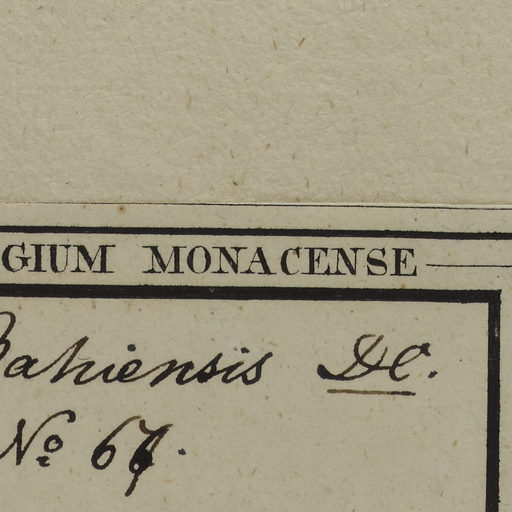 GIUM MONACENSE
Bahiensis DC.
No. 67.